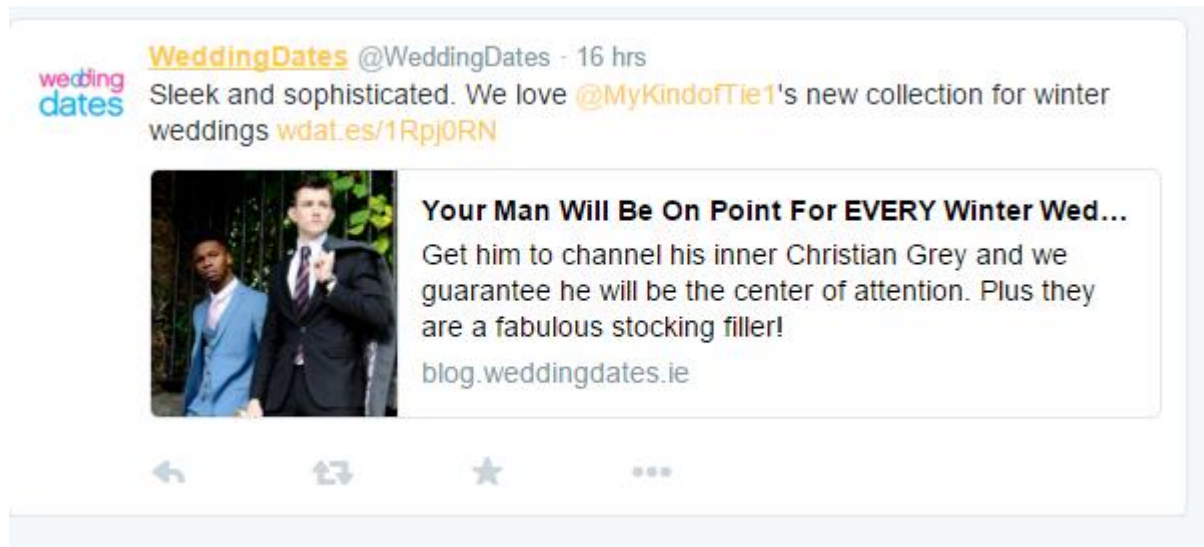 wedding
dates
WeddingDates @WeddingDates · 16 hrs
Sleek and sophisticated. We love @MyKindofTie1's new collection for winter
weddings wdat.es/1Rpj0RN
Your Man Will Be On Point For EVERY Winter Wed...
Get him to channel his inner Christian Grey and we
guarantee he will be the center of attention. Plus they
are a fabulous stocking filler!
blog.weddingdates.ie